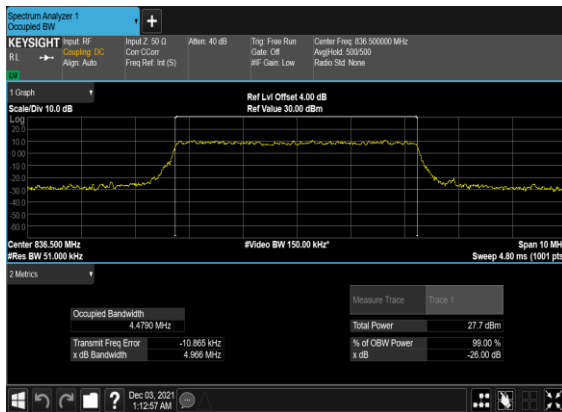 Spectrum Analyzer 1
Occupied BW
+
KEYSIGHT Input: RF Input Z: 50 Ω Atten: 40 dB Trig: Free Run Center Freq: 836.500000 MHz
RL Coupling: DC Corr CCorr Gate: Off Avg|Hold: 500/500
Align: Auto Freq Ref: Int (S) #IF Gain: Low Radio Std: None
1 Graph
Ref Lvl Offset 4.00 dB
Scale/Div 10.0 dB Ref Value 30.00 dBm
Log
20.0
10.0
0.00
-10.0
-20.0
-30.0
-40.0
-50.0
-60.0
Center 836.500 MHz #Video BW 150.00 kHz* Span 10 MH
#Res BW 51.000 kHz Sweep 4.80 ms (1001 pts
2 Metrics
Measure Trace Trace 1
Occupied Bandwidth
4.4790 MHz Total Power 27.7 dBm
Transmit Freq Error -10.865 kHz % of OBW Power 99.00 %
x dB Bandwidth 4.966 MHz x dB -26.00 dB
? Dec 03, 2021
1:12:57 AM